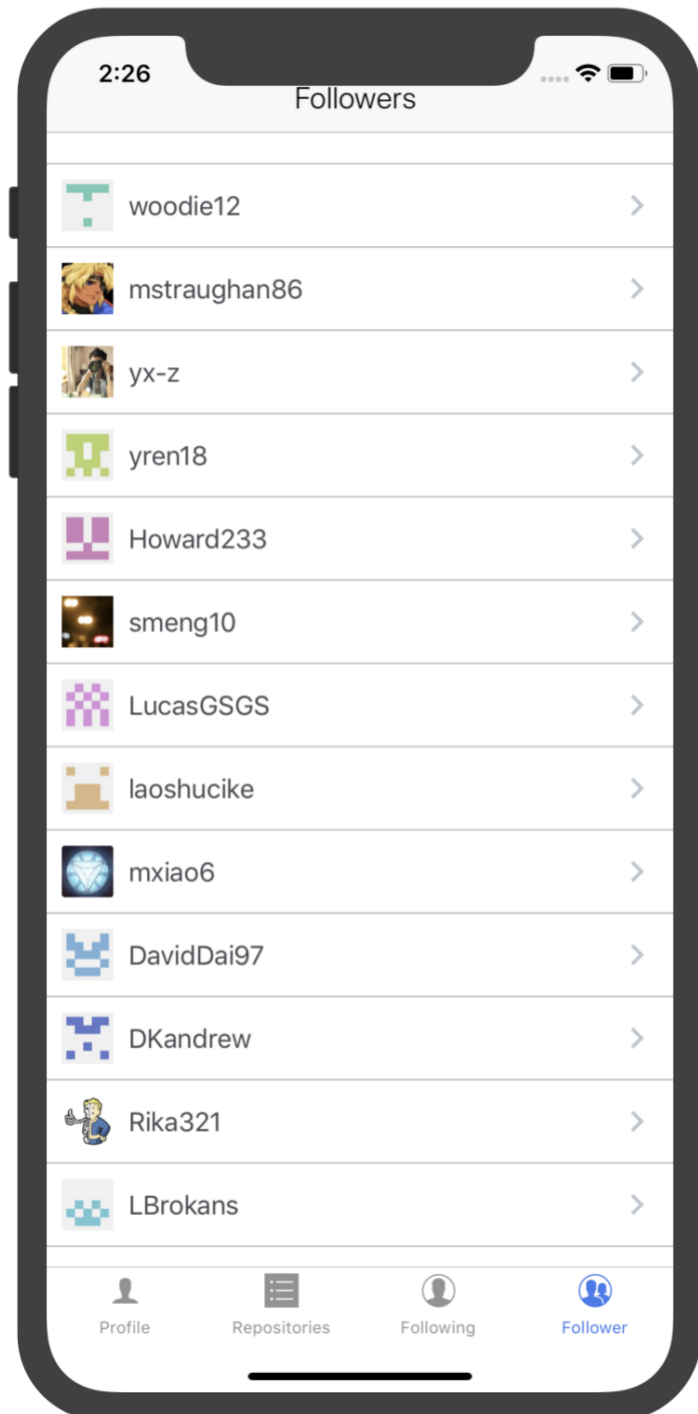 2:26
Followers
woodie12
mstraughan86
yx-z
yren18
Howard233
smeng10
LucasGSGS
laoshucike
mxiao6
DavidDai97
DKandrew
Rika321
LBrokans
Profile Repositories Following Follower